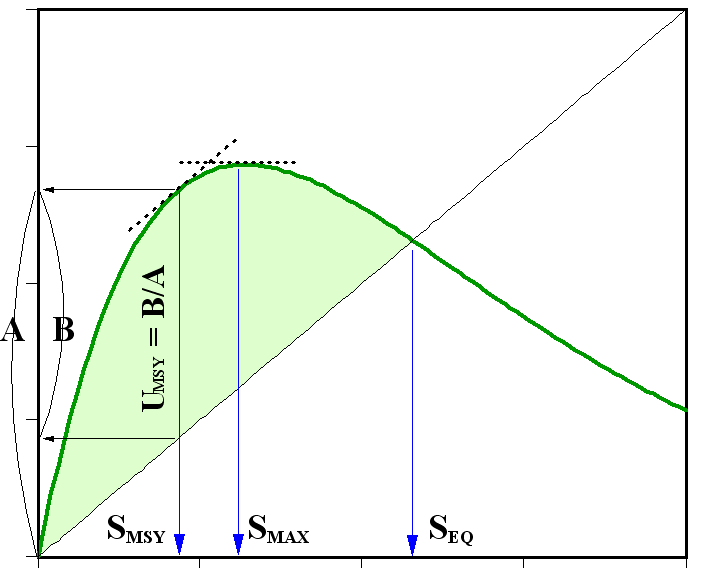 A
B
UMSY = B/A
SMSY
SMAX
SEQ